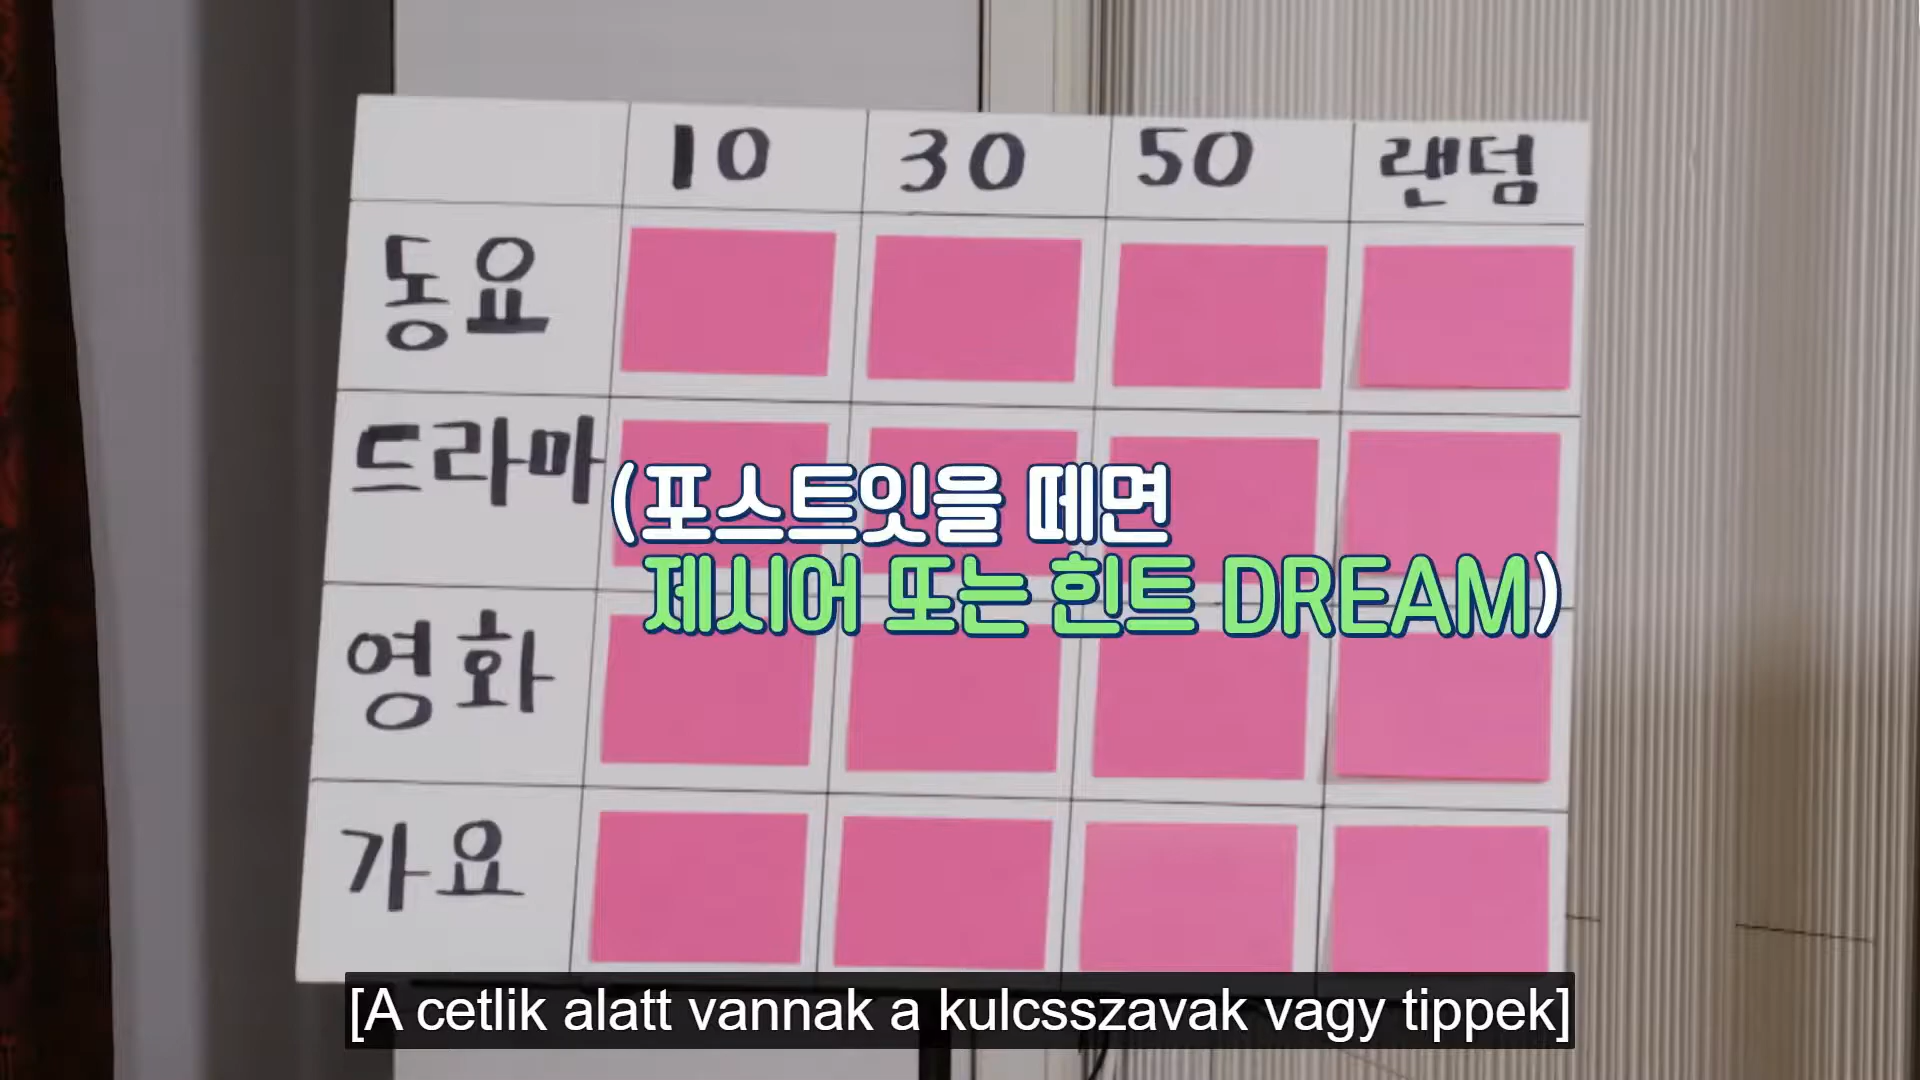 10 30 50 랜덤
동요
드라마
(포스트잇을 떼면
제시어 또는 힌트 DREAM)
영화
가요
[A cetlik alatt vannak a kulcsszavak vagy tippek]